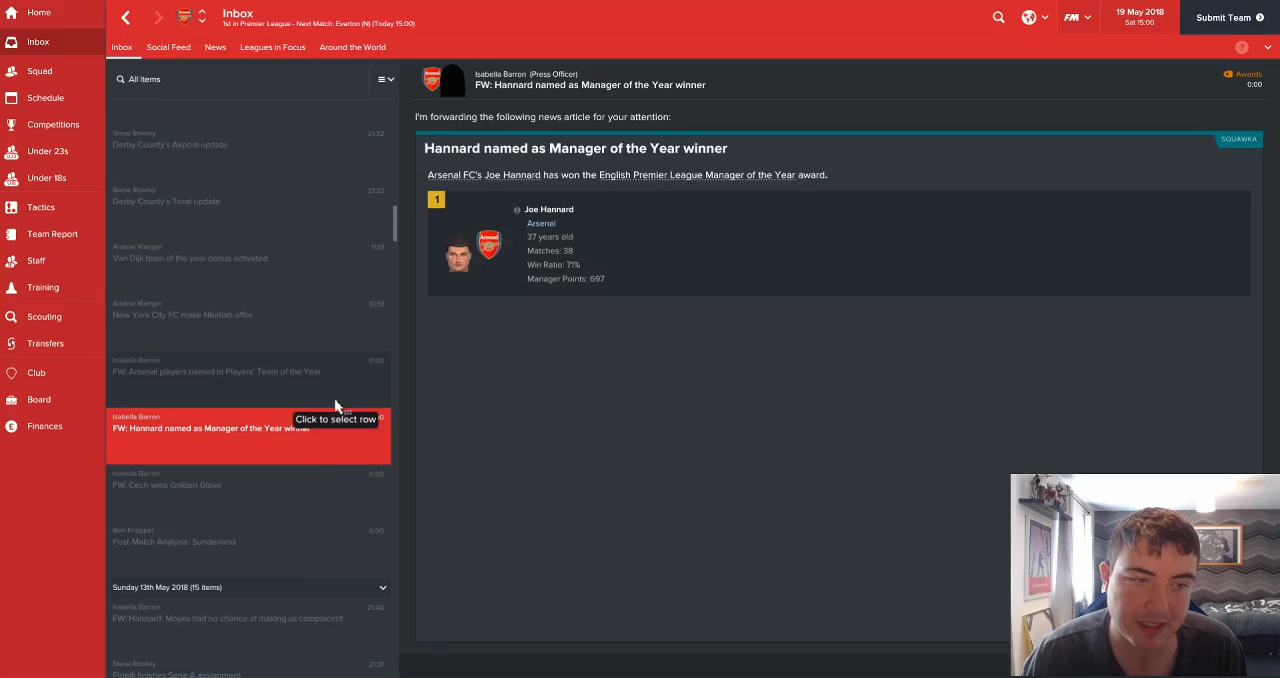 Home
Inbox
Squad
Schedule
Competitions
Under 23s
Under 18s
Tactics
Team Report
Staff
Training
Scouting
Transfers
Club
Board
Finances
Inbox
1st in Premier League - Next Match: Everton (N) (Today 15:00)
FM
19 May 2018
Sat 15:00
Submit Team
Inbox
Social Feed
News
Leagues in Focus
Around the World
?
All Items
Steve Rowley 21:32
Derby County's Akpom update
Steve Rowley 21:32
Derby County's Toral update
Arsène Wenger 11:51
Van Dijk team of the year bonus activated
Arsène Wenger 10:51
New York City FC make Nketiah offer
Isabella Barron 0:00
FW: Arsenal players named in Players' Team of the Year
Isabella Barron
FW: Hannard named as Manager of the Year winner
Click to select row
Isabella Barron 0:00
FW: Cech wins Golden Glove
Ben Knapper 0:00
Post-Match Analysis: Sunderland
Sunday 13th May 2018 (15 items)
Isabella Barron 21:40
FW: Hannard: Moyes had no chance of making us complacent
Steve Rowley 21:31
Pinelli finishes Serie A assignment
Isabella Barron (Press Officer)
FW: Hannard named as Manager of the Year winner
Awards
0:00
I'm forwarding the following news article for your attention:
SQUAWKA
Hannard named as Manager of the Year winner
Arsenal FC's Joe Hannard has won the English Premier League Manager of the Year award.
1
Joe Hannard
Arsenal
37 years old
Matches: 38
Win Ratio: 71%
Manager Points: 697